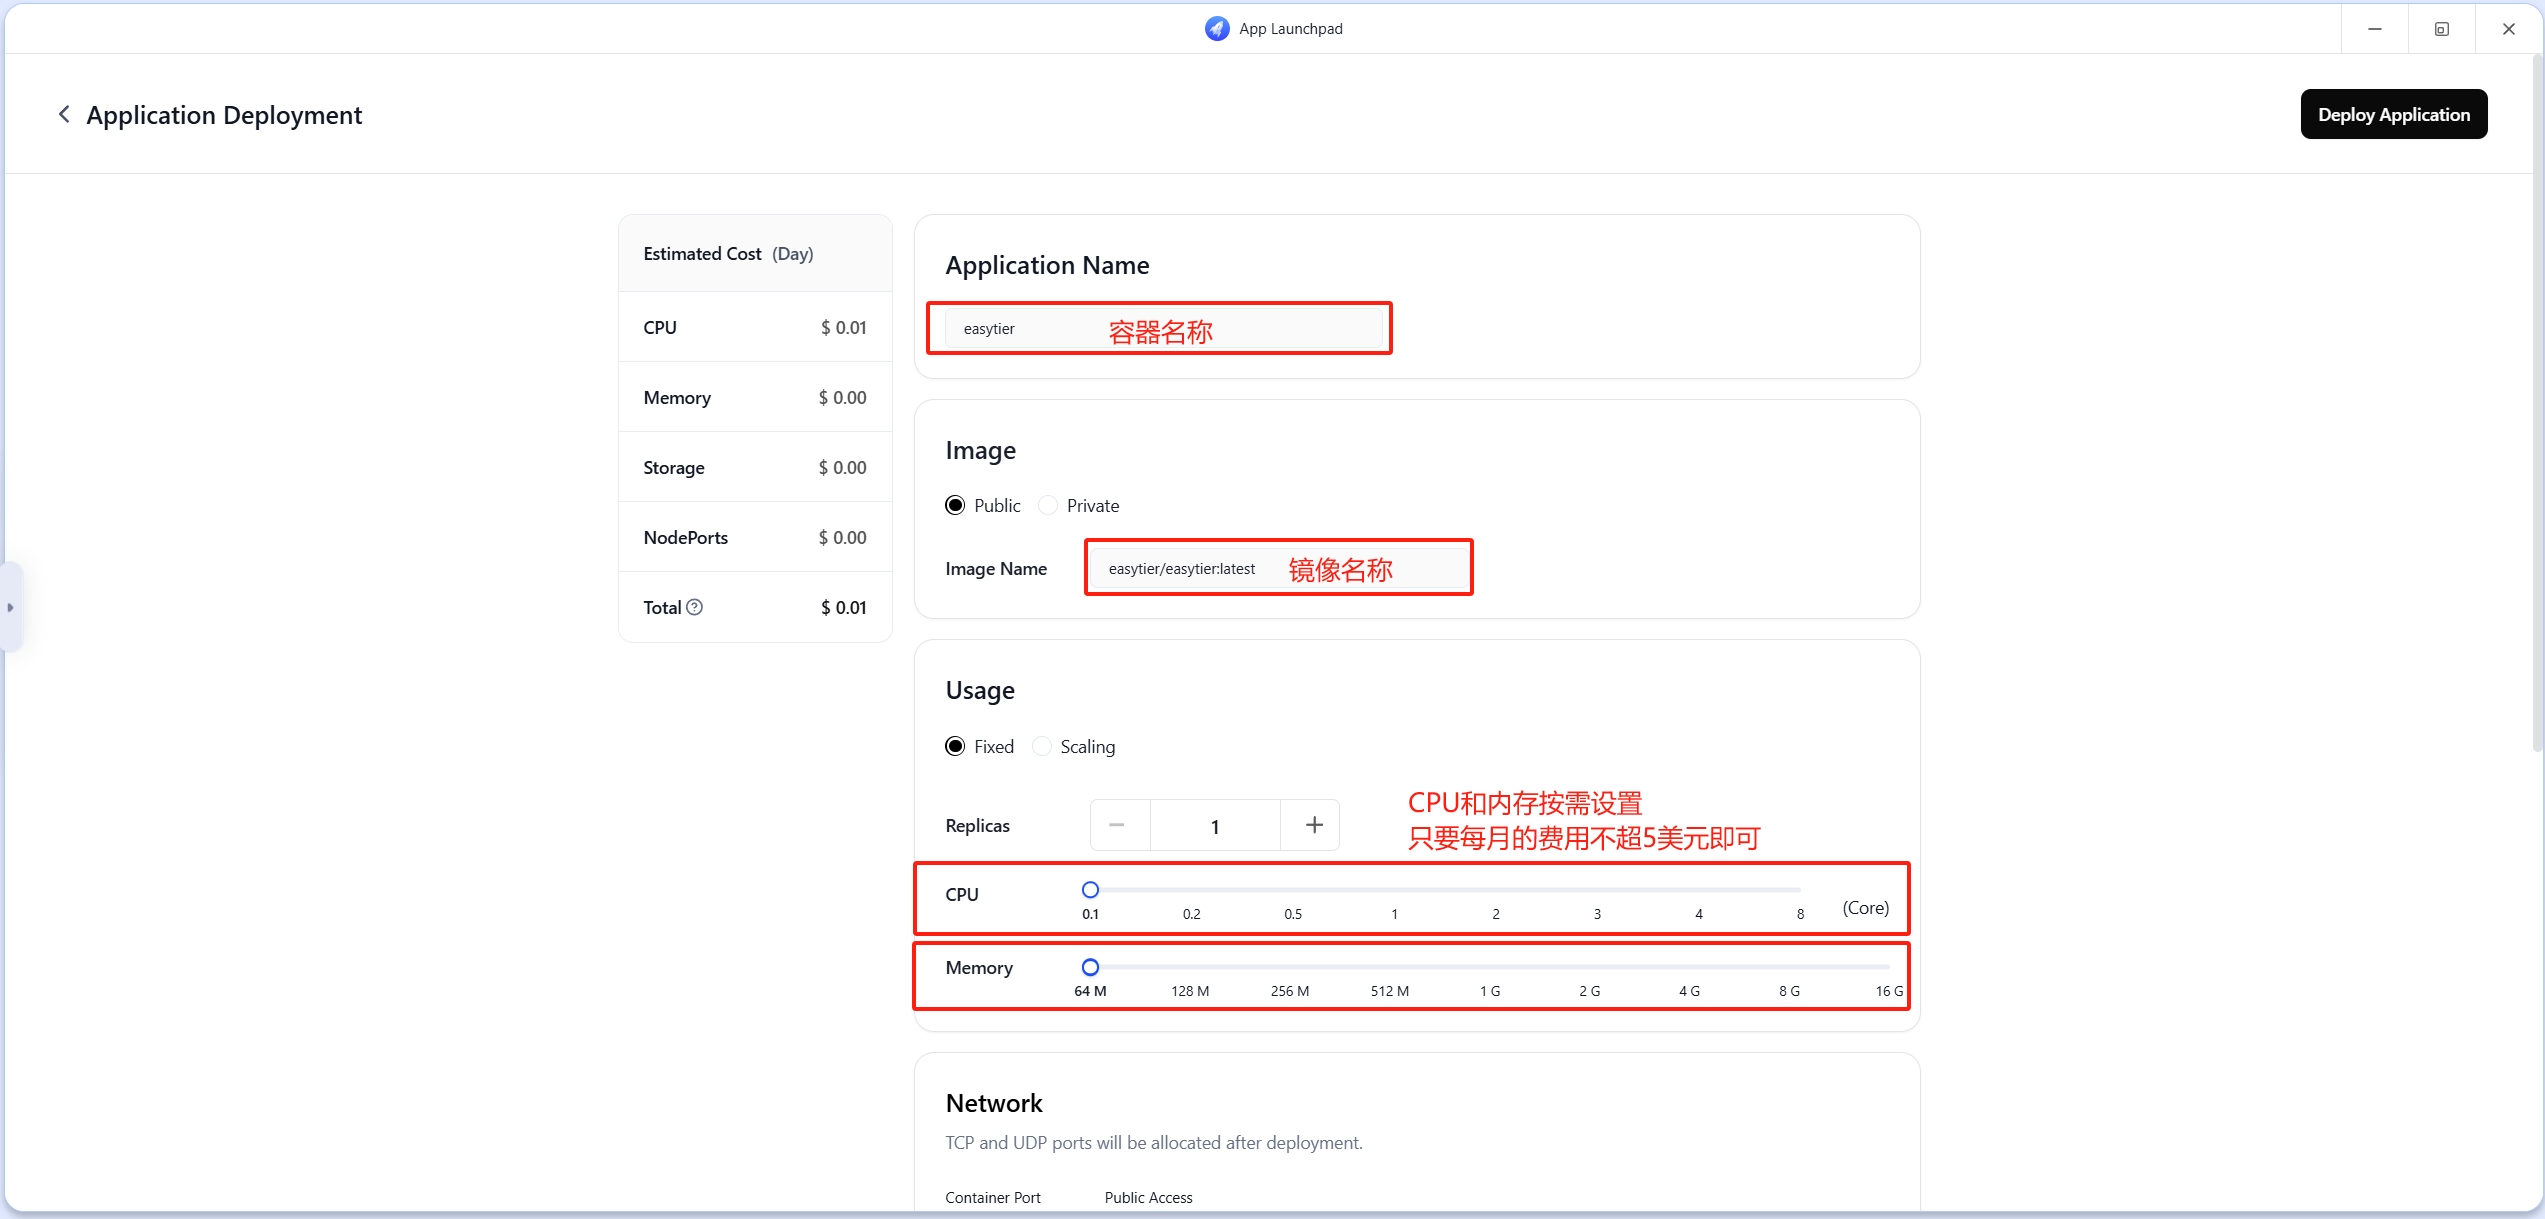 App Launchpad
Application Deployment
Deploy Application
Estimated Cost (Day)
CPU $ 0.01
Memory $ 0.00
Storage $ 0.00
NodePorts $ 0.00
Total $ 0.01
Application Name
easytier 容器名称
Image
Public Private
Image Name easytier/easytier:latest 镜像名称
Usage
Fixed Scaling
Replicas 1
CPU和内存按需设置
只要每月的费用不超5美元即可
CPU
0.1 0.2 0.5 1 2 3 4 8 (Core)
Memory
64 M 128 M 256 M 512 M 1 G 2 G 4 G 8 G 16 G
Network
TCP and UDP ports will be allocated after deployment.
Container Port Public Access